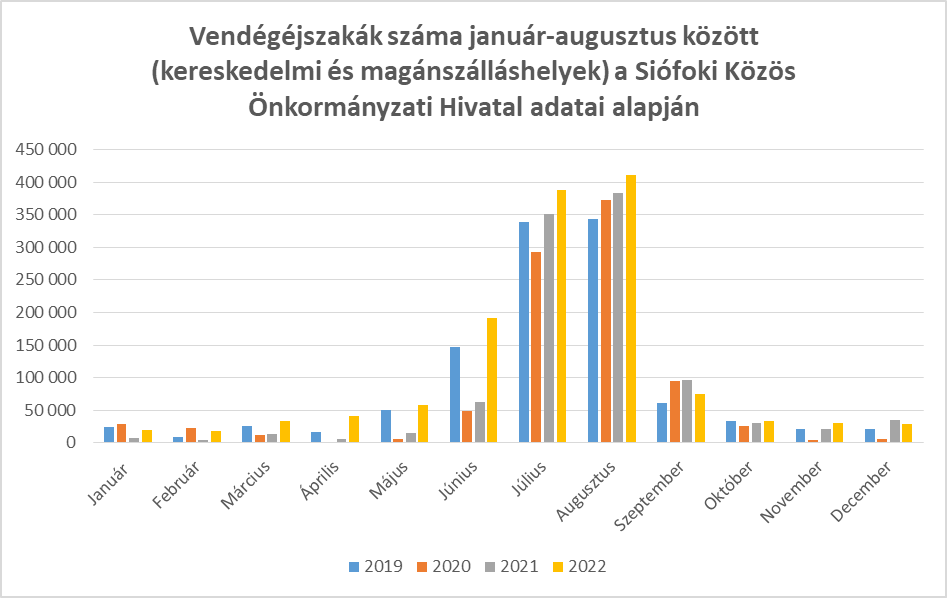 Vendégéjszakák száma január-augusztus között
(kereskedelmi és magánszálláshelyek) a Siófoki Közös
Önkormányzati Hivatal adatai alapján
450 000
400 000
350 000
300 000
250 000
200 000
150 000
100 000
50 000
0
Január
Február
Március
Április
Május
Június
Július
Augusztus
Szeptember
Október
November
December
2019 2020 2021 2022